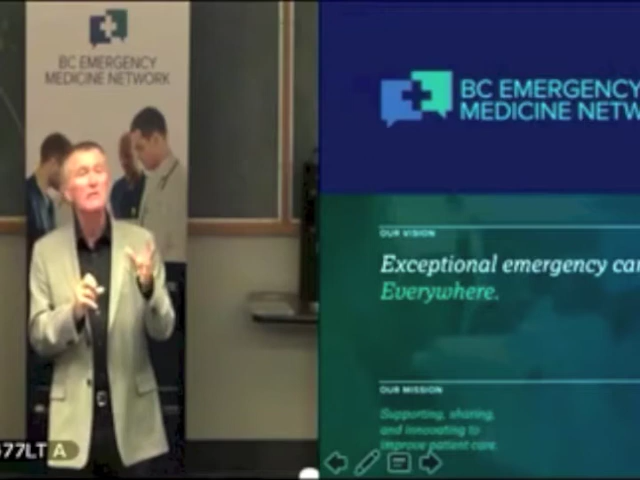 BC EMERGENCY
MEDICINE NETWORK
BC EMERGENCY
MEDICINE NETW
OUR VISION
Exceptional emergency car
Everywhere.
OUR MISSION
Supporting, sharing,
and innovating to
improve patient care.
577LT A